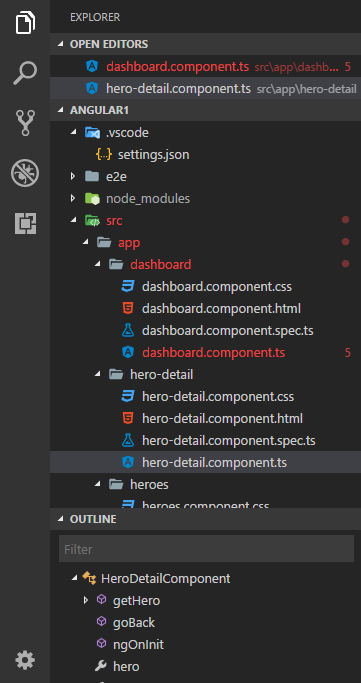 EXPLORER
OPEN EDITORS
dashboard.component.ts src\app\dashb... 5
hero-detail.component.ts src\app\hero-detail
ANGULAR1
.vscode
settings.json
e2e
node_modules
src
app
dashboard
dashboard.component.css
dashboard.component.html
dashboard.component.spec.ts
dashboard.component.ts 5
hero-detail
hero-detail.component.css
hero-detail.component.html
hero-detail.component.spec.ts
hero-detail.component.ts
heroes
heroes.component.css
OUTLINE
Filter
HeroDetailComponent
getHero
goBack
ngOnInit
hero